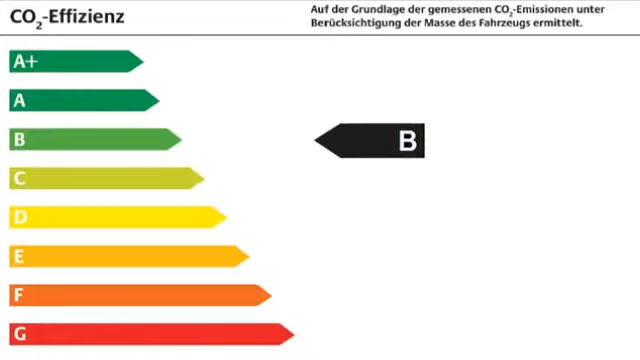 CO₂-Effizienz
Auf der Grundlage der gemessenen CO₂-Emissionen unter
Berücksichtigung der Masse des Fahrzeugs ermittelt.
A+
A
B
B
C
D
E
F
G